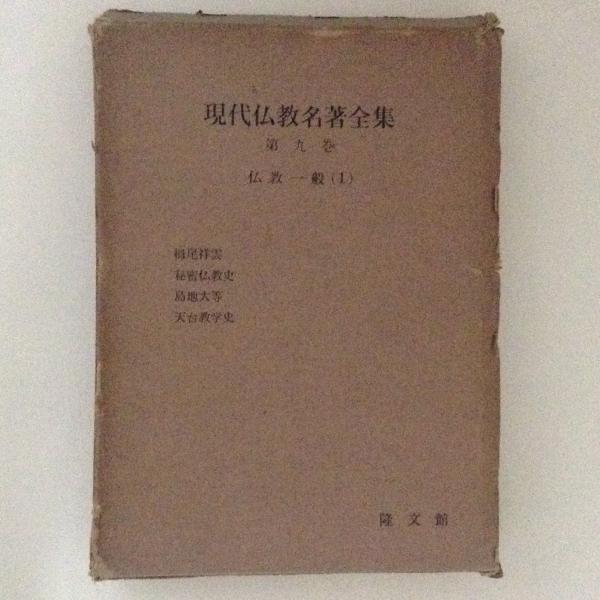 現代仏教名著全集
第九巻
仏教一般(1)
栂尾祥雲
秘密仏教史
島地大等
天台教学史
隆文館